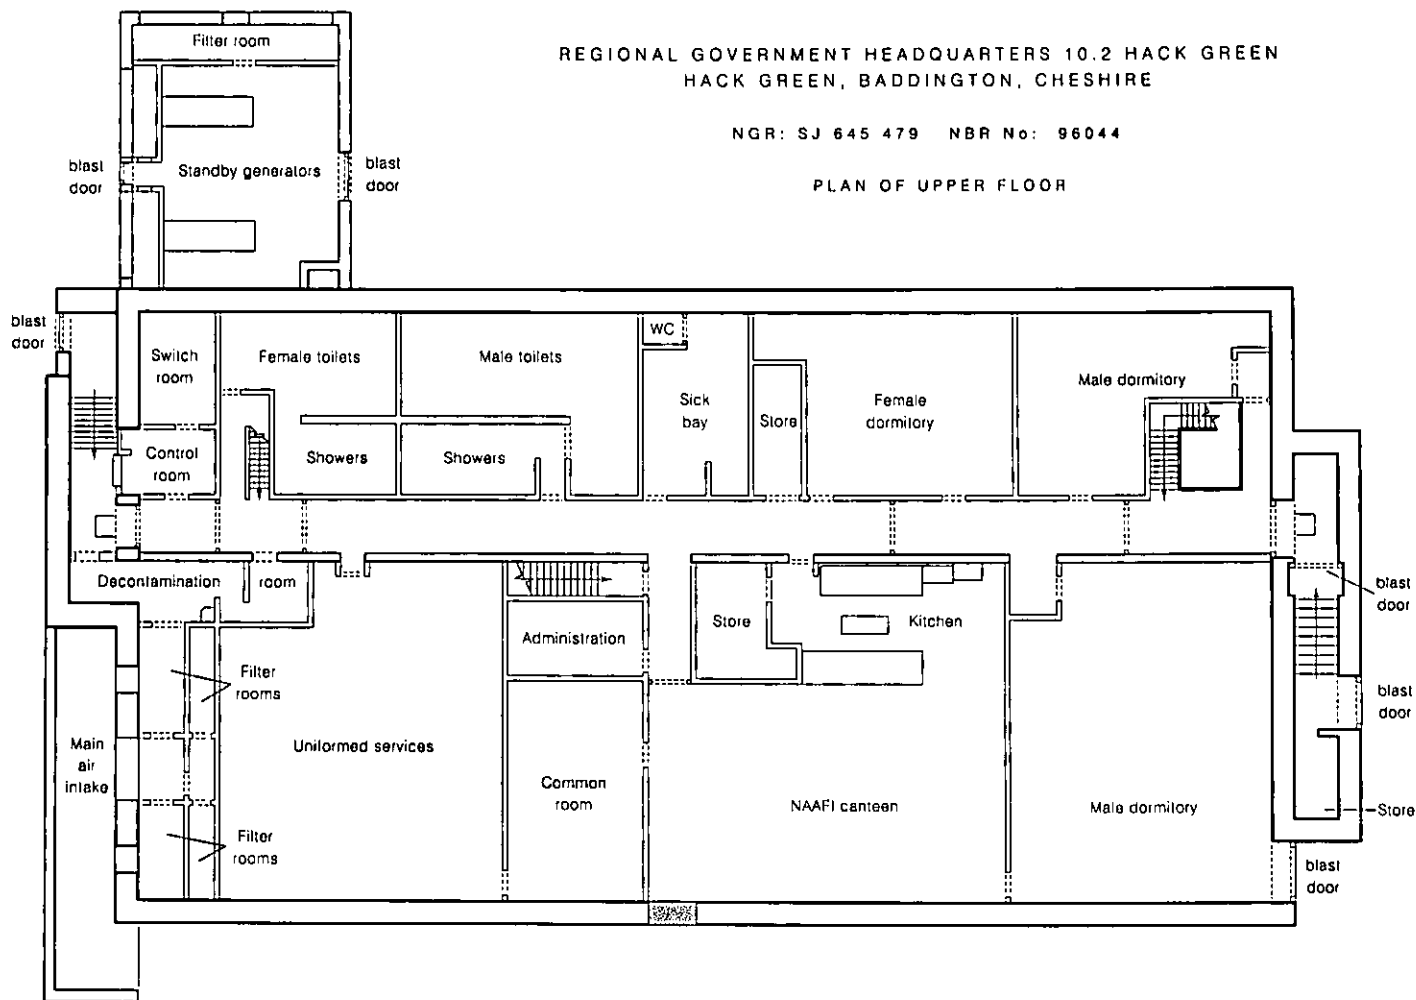 REGIONAL GOVERNMENT HEADQUARTERS 10.2 HACK GREEN
HACK GREEN, BADDINGTON, CHESHIRE
NGR: SJ 645 479 NBR No: 96044
PLAN OF UPPER FLOOR
Filter room
blast
door
Standby generators
blast
door
blast
door
Switch
room
Female toilets
Male toilets
WC
Sick
bay
Store
Female
dormitory
Male dormitory
Control
room
Showers
Showers
Decontamination room
blast
door
Administration
Store
Kitchen
Filter
rooms
blast
door
Main
air
intake
Uniformed services
Common
room
NAAFI canteen
Male dormitory
Store
Filter
rooms
blast
door